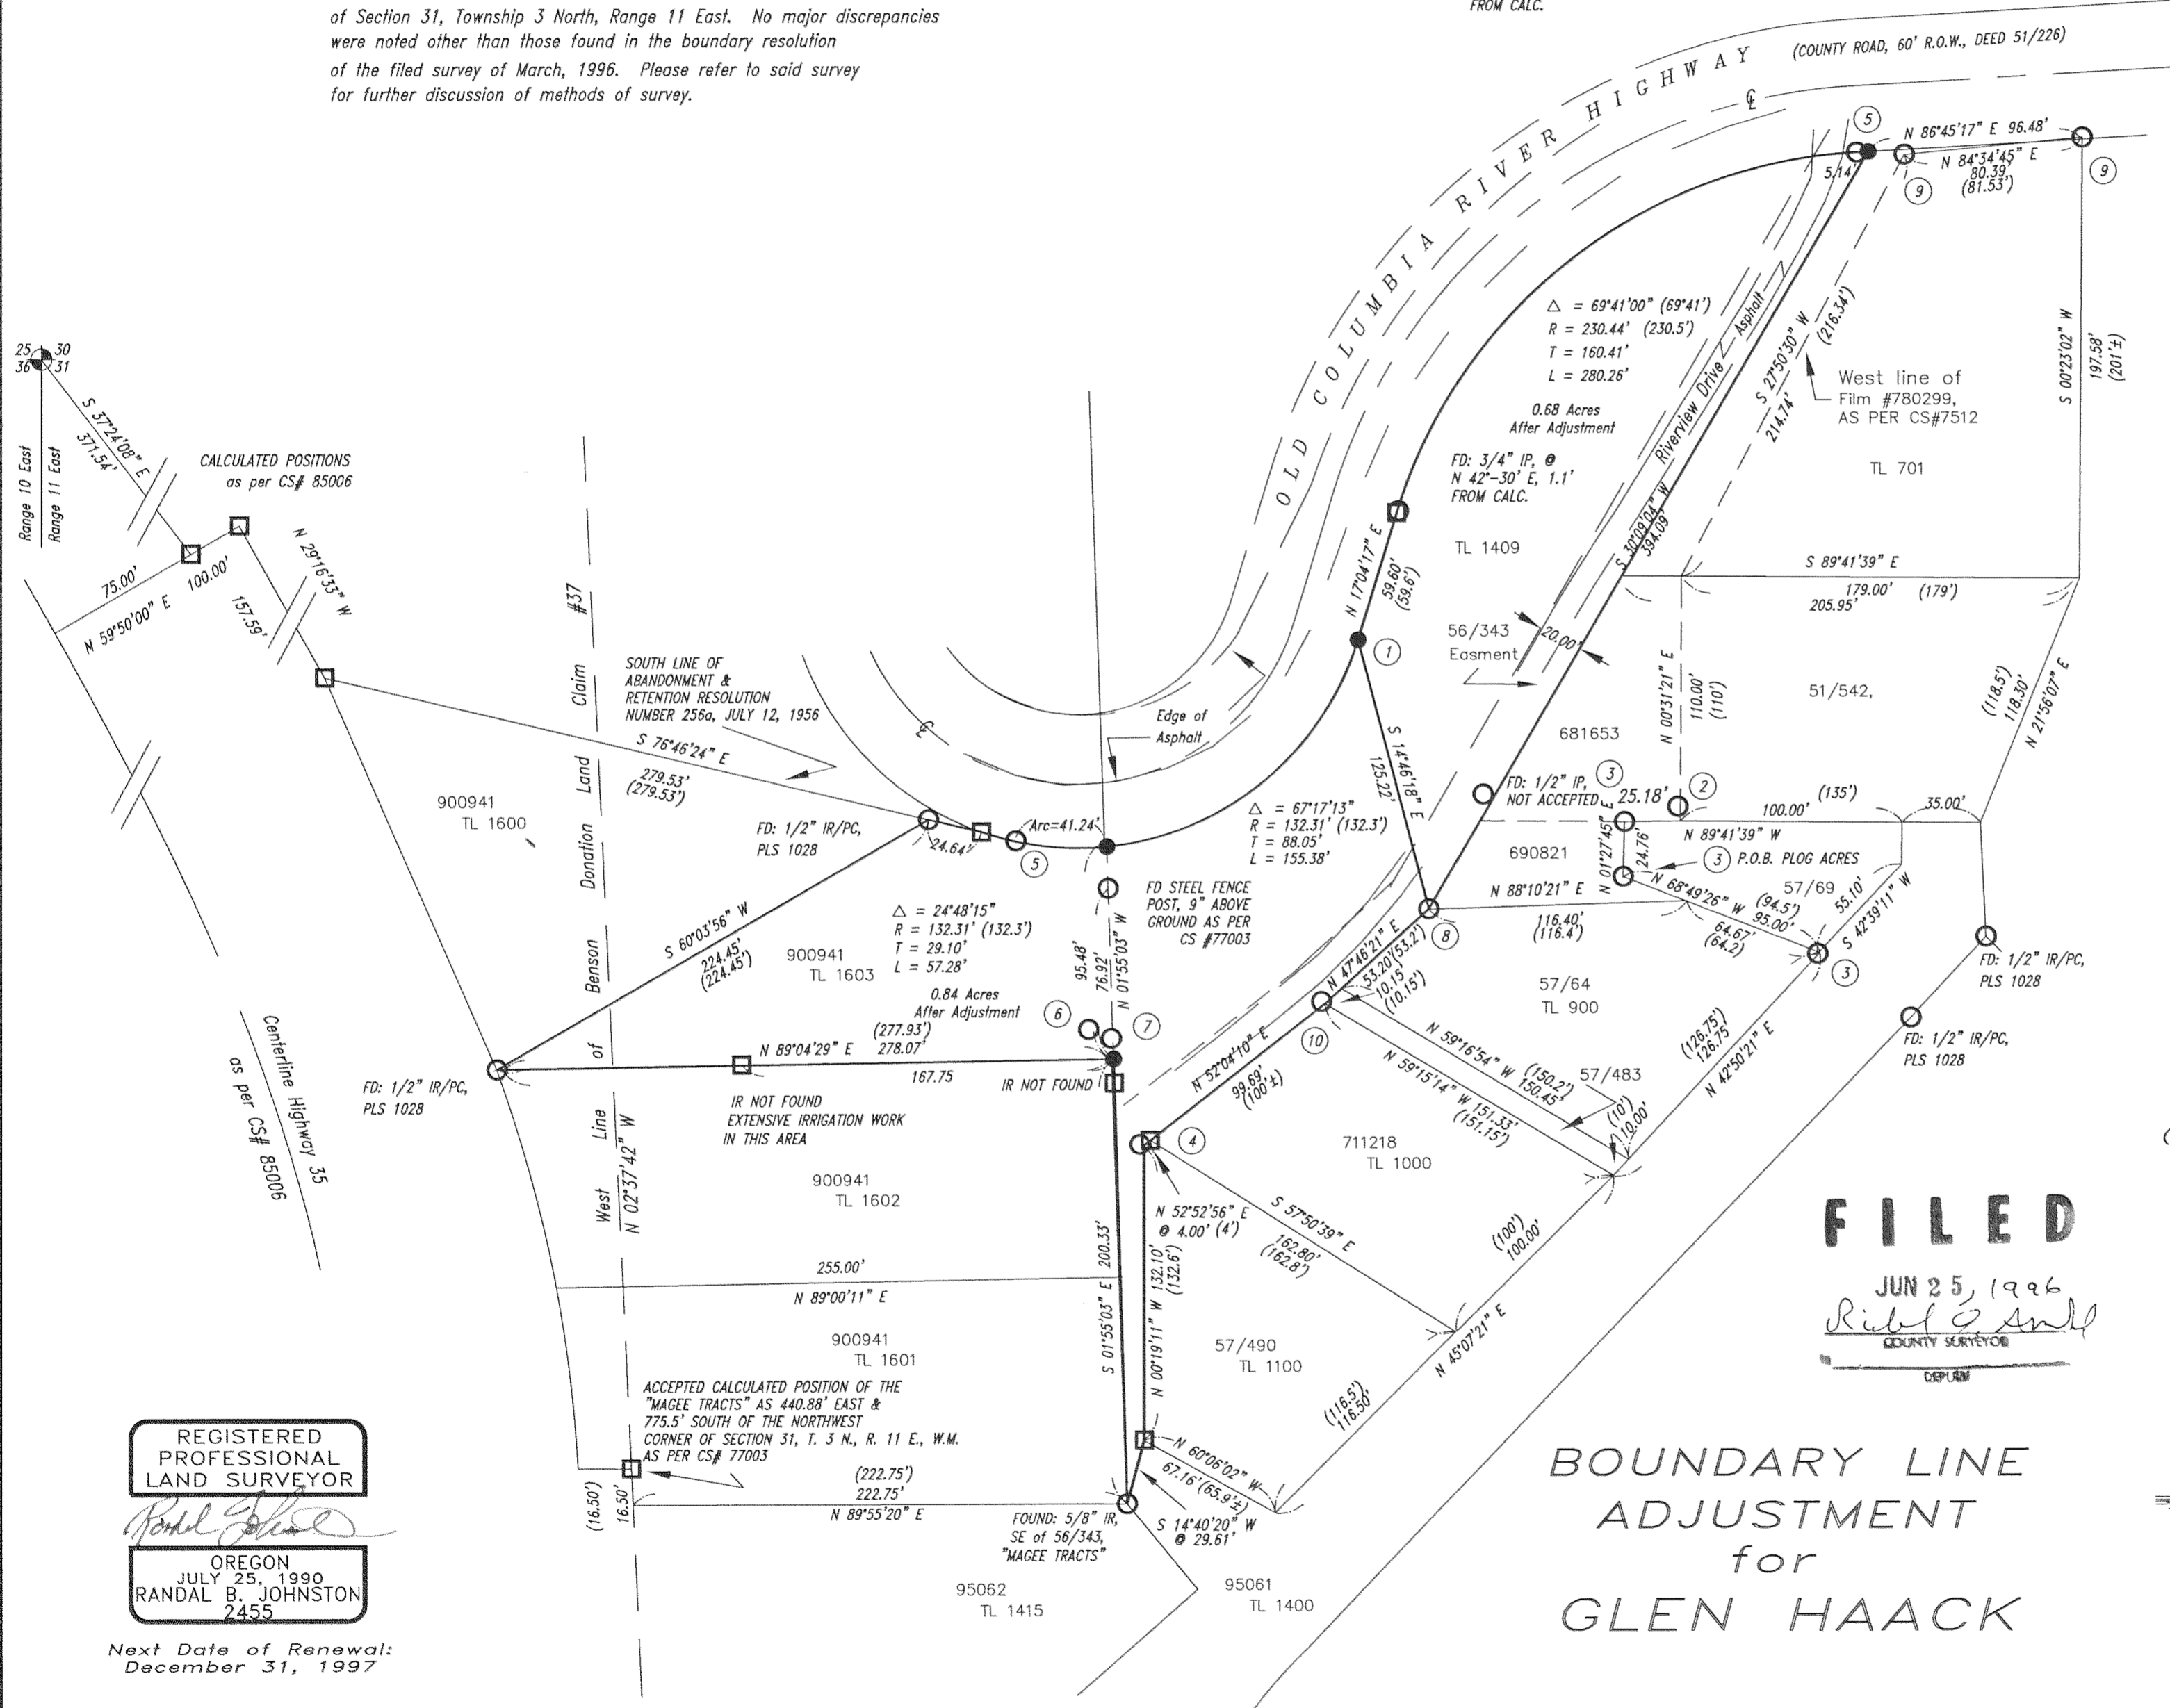 of Section 31, Township 3 North, Range 11 East. No major discrepancies
were noted other than those found in the boundary resolution
of the filed survey of March, 1996. Please refer to said survey
for further discussion of methods of survey.
FROM CALC.
OLD COLUMBIA RIVER HIGHWAY
(COUNTY ROAD, 60' R.O.W., DEED 51/226)
℄
5
N 86°45'17" E 96.48'
N 84°34'45" E
80.39'
(81.53')
5.14'
9
9
S 00°23'02" W
197.58'
(201'±)
△ = 69°41'00" (69°41')
R = 230.44' (230.5')
T = 160.41'
L = 280.26'
0.68 Acres
After Adjustment
FD: 3/4" IP, @
N 42°-30' E, 1.1'
FROM CALC.
TL 1409
Riverview Drive
Asphalt
S 27°50'30" W
214.74'
(216.34')
West line of
Film #780299,
AS PER CS#7512
TL 701
S 30°09'04" W
394.09'
S 89°41'39" E
179.00' (179')
205.95'
25 30
36 31
Range 10 East
Range 11 East
S 37°24'08" E
371.54'
CALCULATED POSITIONS
as per CS# 85006
75.00'
100.00'
N 59°50'00" E
N 29°16'33" W
157.59'
West Line of Benson Donation Land Claim #37
N 02°37'42" W
SOUTH LINE OF
ABANDONMENT &
RETENTION RESOLUTION
NUMBER 256a, JULY 12, 1956
S 76°46'24" E
279.53'
(279.53')
℄
Edge of
Asphalt
N 17°04'17" E
59.60'
(59.6')
1
56/343
Easment
20.00'
N 00°31'21" E
110.00'
(110')
51/542,
(118.5')
118.30'
N 21°56'07" E
681653
S 14°46'18" E
125.22'
FD: 1/2" IP,
NOT ACCEPTED
3
25.18'
2
(135')
100.00'
35.00'
N 89°41'39" W
900941
TL 1600
FD: 1/2" IR/PC,
PLS 1028
24.64'
Arc=41.24'
5
△ = 67°17'13"
R = 132.31' (132.3')
T = 88.05'
L = 155.38'
690821
N 01°27'45" E
24.76'
3 P.O.B. PLOG ACRES
57/69
N 68°49'26" W
(94.5')
95.00'
64.67'
(64.2)
55.10'
S 42°39'11" W
3
N 88°10'21" E
116.40'
(116.4')
8
S 60°03'56" W
224.45'
(224.45')
△ = 24°48'15"
R = 132.31' (132.3')
T = 29.10'
L = 57.28'
900941
TL 1603
0.84 Acres
After Adjustment
FD STEEL FENCE
POST, 9" ABOVE
GROUND AS PER
CS #77003
95.48'
76.92'
N 01°55'03" W
6
7
(277.93')
N 89°04'29" E 278.07'
167.75
IR NOT FOUND
IR NOT FOUND
EXTENSIVE IRRIGATION WORK
IN THIS AREA
N 47°46'21" E
53.20'(53.2')
10.15'
(10.15')
10
57/64
TL 900
FD: 1/2" IR/PC,
PLS 1028
FD: 1/2" IR/PC,
PLS 1028
(126.75')
126.75'
N 42°50'21" E
N 59°16'54" W 150.45'
(150.2')
N 59°15'14" W 151.33'
(151.15')
57/483
(10')
10.00'
N 52°04'10" E
99.69'
(100'±)
4
711218
TL 1000
Centerline Highway 35
as per CS# 85006
FD: 1/2" IR/PC,
PLS 1028
900941
TL 1602
N 52°52'56" E
@ 4.00' (4')
S 57°50'39" E
162.80'
(162.8')
(100')
100.00'
255.00'
N 89°00'11" E
S 01°55'03" E 200.33'
N 00°19'11" W 132.10'
(132.6')
57/490
TL 1100
N 45°07'21" E
(116.5')
116.50'
900941
TL 1601
ACCEPTED CALCULATED POSITION OF THE
"MAGEE TRACTS" AS 440.88' EAST &
775.5' SOUTH OF THE NORTHWEST
CORNER OF SECTION 31, T. 3 N., R. 11 E., W.M.
AS PER CS# 77003
(16.50')
16.50'
(222.75')
222.75'
N 89°55'20" E
N 60°06'02" W
67.16'(65.9'±)
FOUND: 5/8" IR,
SE of 56/343,
"MAGEE TRACTS"
S 14°40'20" W
@ 29.61'
95062
TL 1415
95061
TL 1400
REGISTERED
PROFESSIONAL
LAND SURVEYOR
OREGON
JULY 25, 1990
RANDAL B. JOHNSTON
2455
Next Date of Renewal:
December 31, 1997
FILED
JUN 25, 1996
COUNTY SURVEYOR
DEPUTY
BOUNDARY LINE
ADJUSTMENT
for
GLEN HAACK